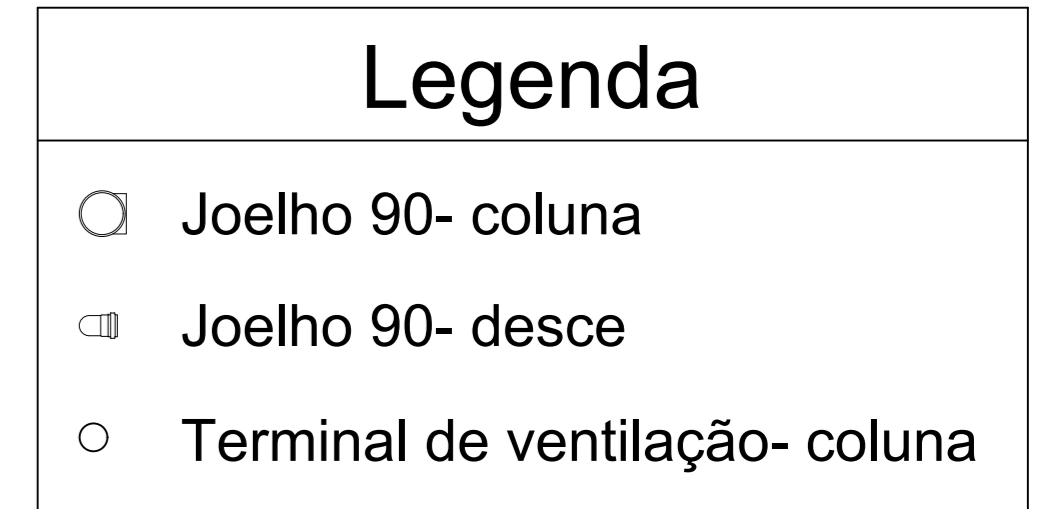 Legenda
Joelho 90- coluna
Joelho 90- desce
Terminal de ventilação- coluna